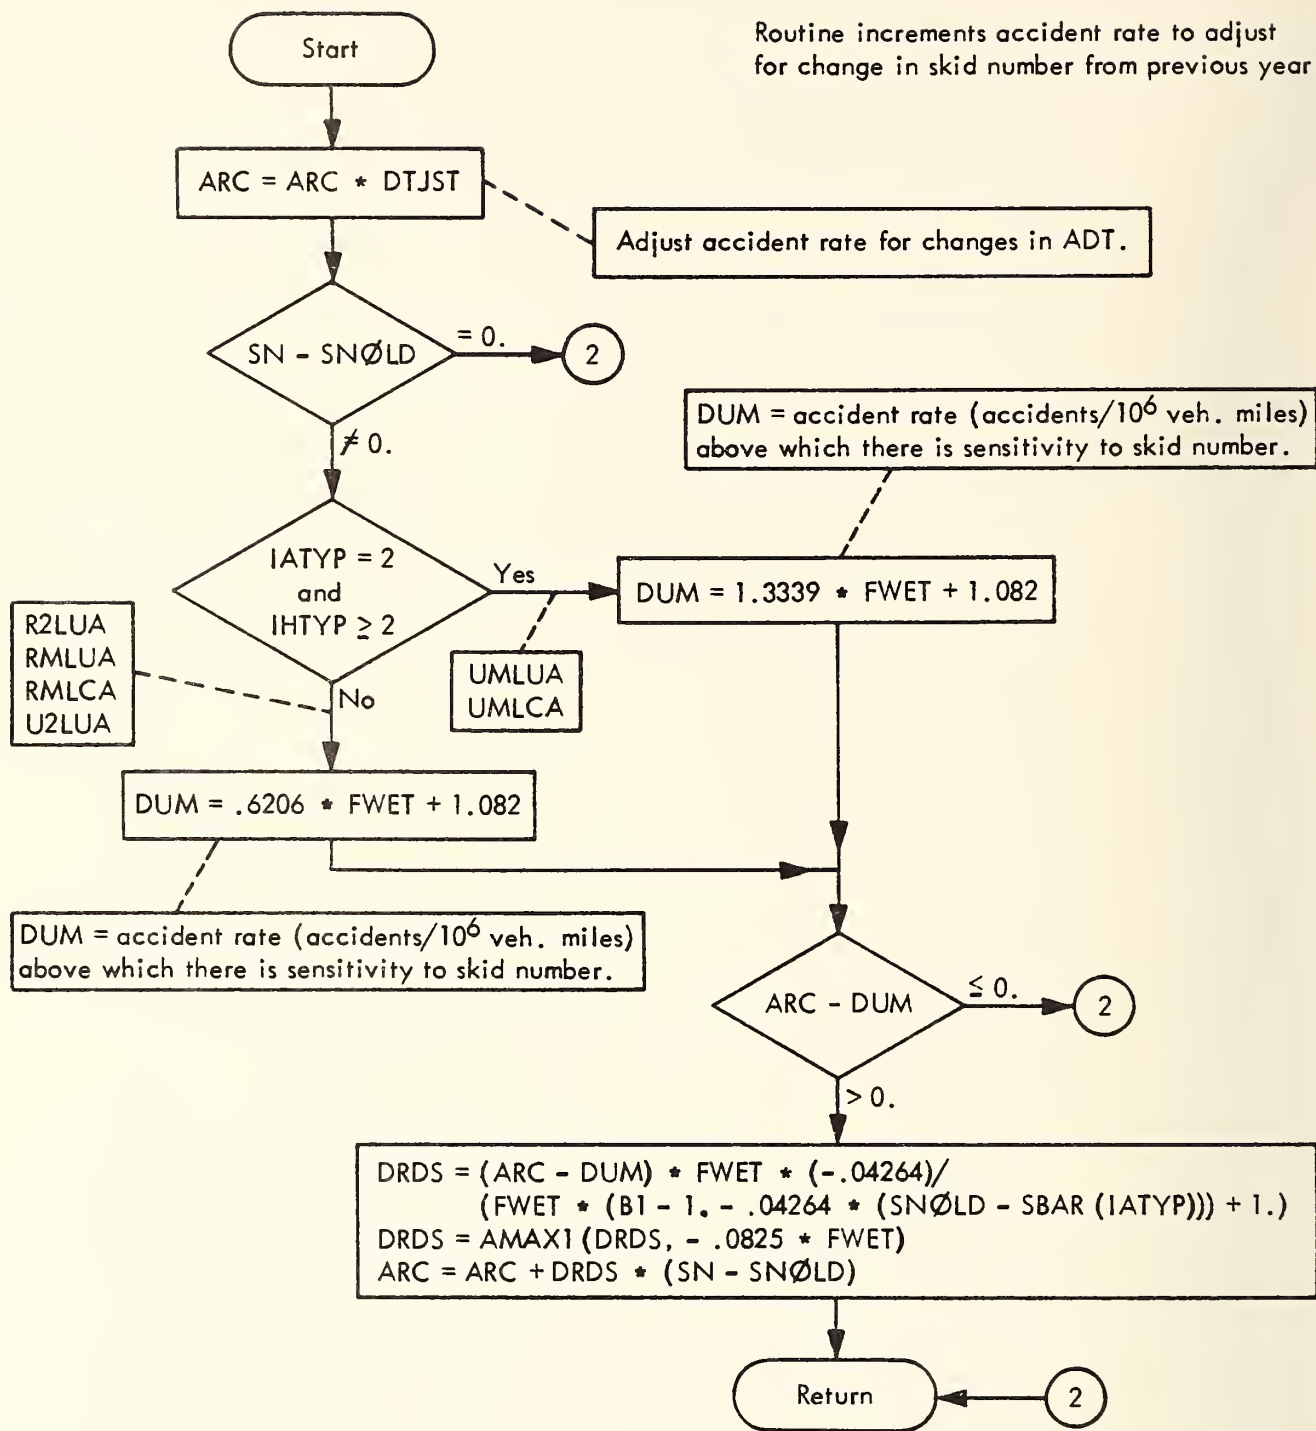 Start
Routine increments accident rate to adjust
for change in skid number from previous year
ARC = ARC * DTJST
Adjust accident rate for changes in ADT.
SN - SNØLD
= 0.
2
≠ 0.
DUM = accident rate (accidents/10⁶ veh. miles)
above which there is sensitivity to skid number.
IATYP = 2
and
IHTYP ≥ 2
Yes
DUM = 1.3339 * FWET + 1.082
R2LUA
RMLUA
RMLCA
U2LUA
UMLUA
UMLCA
No
DUM = .6206 * FWET + 1.082
DUM = accident rate (accidents/10⁶ veh. miles)
above which there is sensitivity to skid number.
ARC - DUM
≤ 0.
2
> 0.
DRDS = (ARC - DUM) * FWET * (-.04264)/
(FWET * (B1 - 1. - .04264 * (SNØLD - SBAR (IATYP))) + 1.)
DRDS = AMAX1 (DRDS, - .0825 * FWET)
ARC = ARC + DRDS * (SN - SNØLD)
Return
2